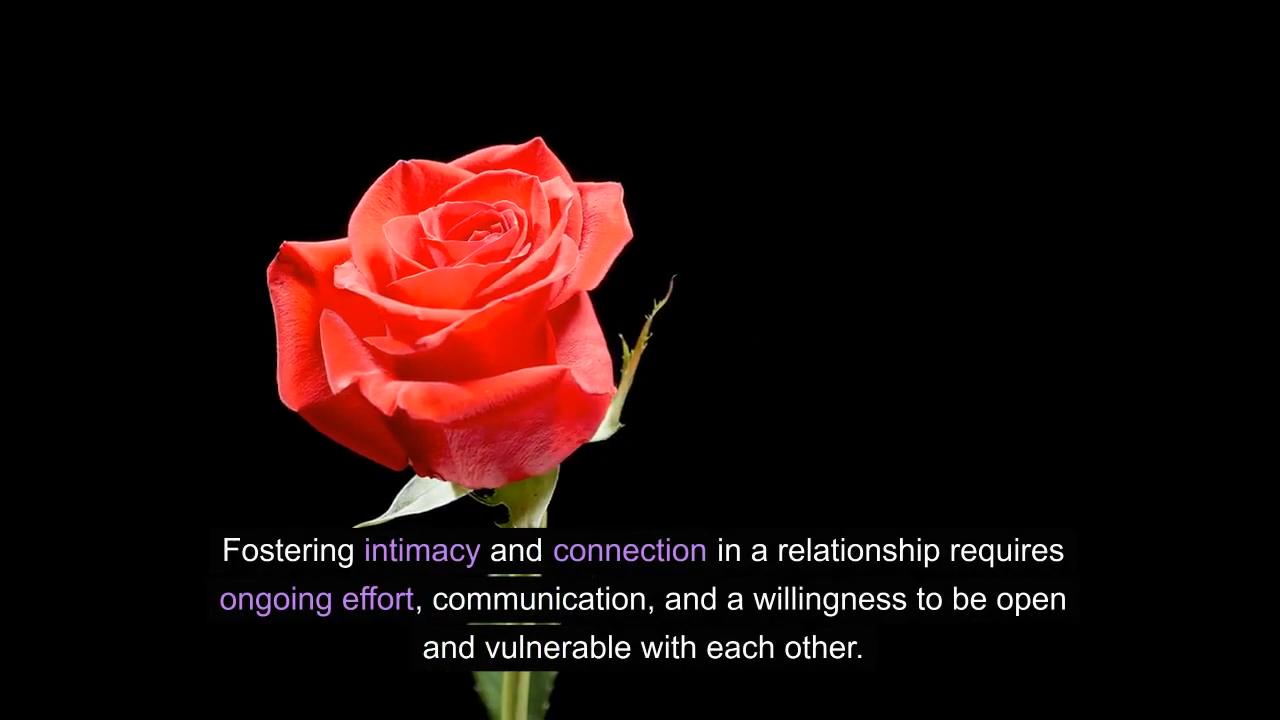 Fostering intimacy and connection in a relationship requires
ongoing effort, communication, and a willingness to be open
and vulnerable with each other.